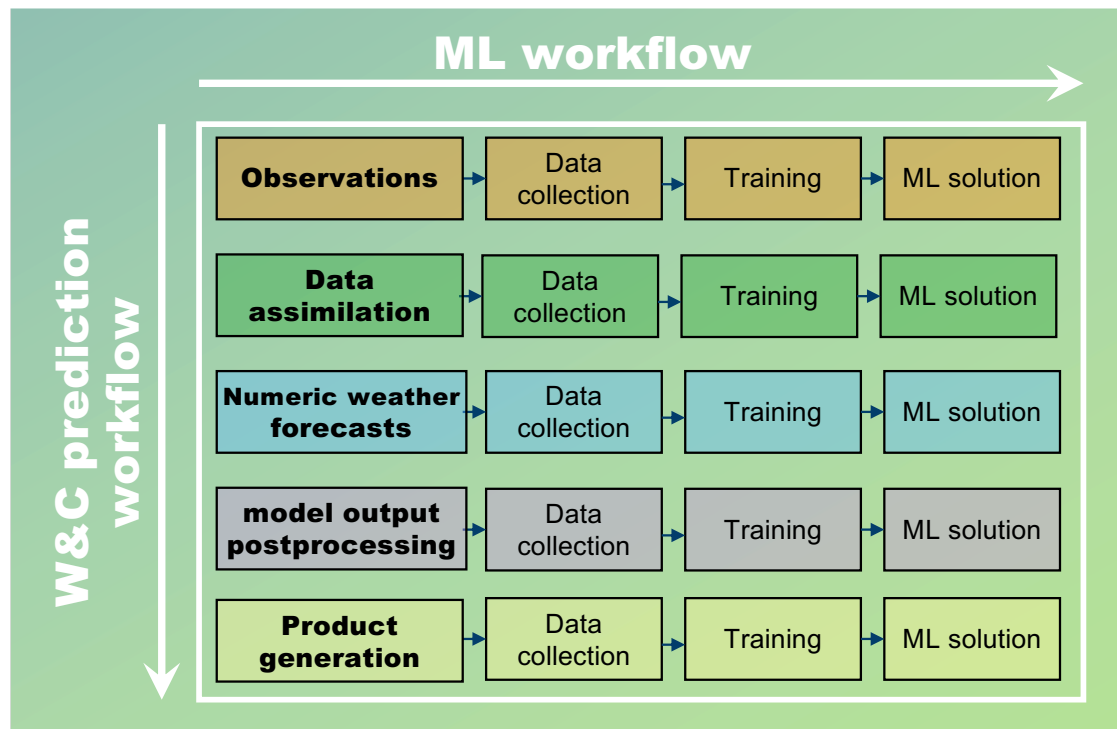 ML workflow
W&C prediction
workflow
Observations
Data
collection
Training
ML solution
Data
assimilation
Data
collection
Training
ML solution
Numeric weather
forecasts
Data
collection
Training
ML solution
model output
postprocessing
Data
collection
Training
ML solution
Product
generation
Data
collection
Training
ML solution